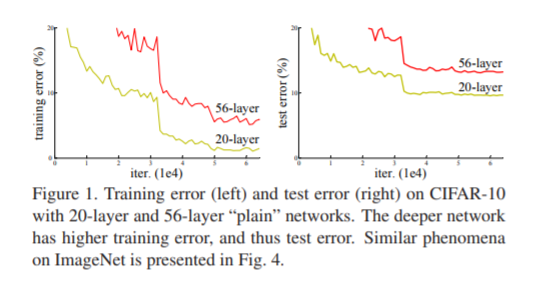 20
10
0
0 1 2 3 4 5 6
training error (%)
iter. (1e4)
56-layer
20-layer
20
10
0
0 1 2 3 4 5 6
test error (%)
iter. (1e4)
56-layer
20-layer
Figure 1. Training error (left) and test error (right) on CIFAR-10
with 20-layer and 56-layer “plain” networks. The deeper network
has higher training error, and thus test error. Similar phenomena
on ImageNet is presented in Fig. 4.